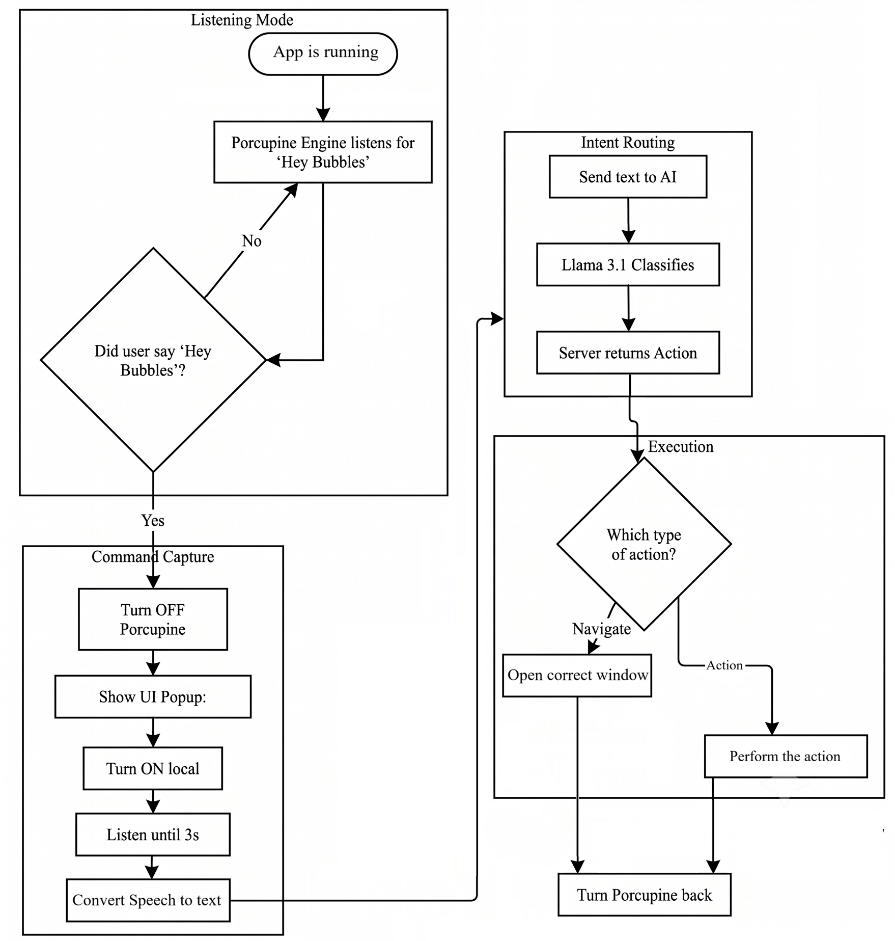 Listening Mode
App is running
Porcupine Engine listens for
‘Hey Bubbles’
No
Did user say ‘Hey
Bubbles’?
Yes
Command Capture
Turn OFF
Porcupine
Show UI Popup:
Turn ON local
Listen until 3s
Convert Speech to text
Intent Routing
Send text to AI
Llama 3.1 Classifies
Server returns Action
Execution
Which type
of action?
Navigate
Open correct window
Action
Perform the action
Turn Porcupine back